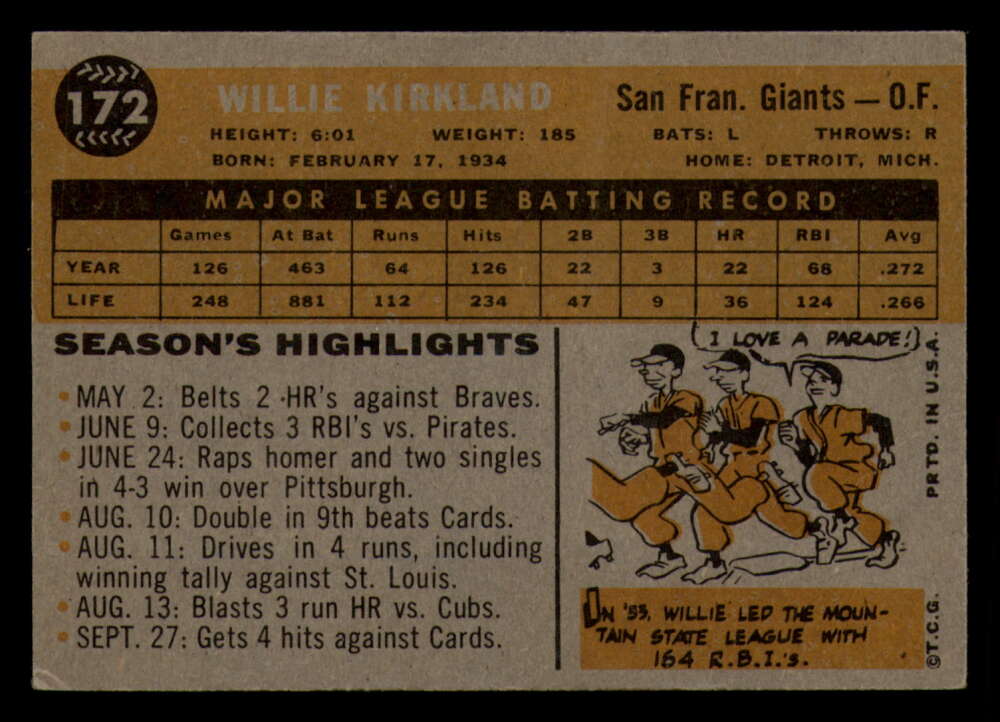 172
WILLIE KIRKLAND
San Fran. Giants — O.F.
HEIGHT: 6:01 WEIGHT: 185 BATS: L THROWS: R
BORN: FEBRUARY 17, 1934 HOME: DETROIT, MICH.
MAJOR LEAGUE BATTING RECORD
Games At Bat Runs Hits 2B 3B HR RBI Avg
YEAR 126 463 64 126 22 3 22 68 .272
LIFE 248 881 112 234 47 9 36 124 .266
SEASON'S HIGHLIGHTS
• MAY 2: Belts 2 HR's against Braves.
• JUNE 9: Collects 3 RBI's vs. Pirates.
• JUNE 24: Raps homer and two singles
in 4-3 win over Pittsburgh.
• AUG. 10: Double in 9th beats Cards.
• AUG. 11: Drives in 4 runs, including
winning tally against St. Louis.
• AUG. 13: Blasts 3 run HR vs. Cubs.
• SEPT. 27: Gets 4 hits against Cards.
I LOVE A PARADE!
IN '53, WILLIE LED THE MOUN-
TAIN STATE LEAGUE WITH
164 R.B.I.'s.
©T.C.G. PRTD. IN U.S.A.